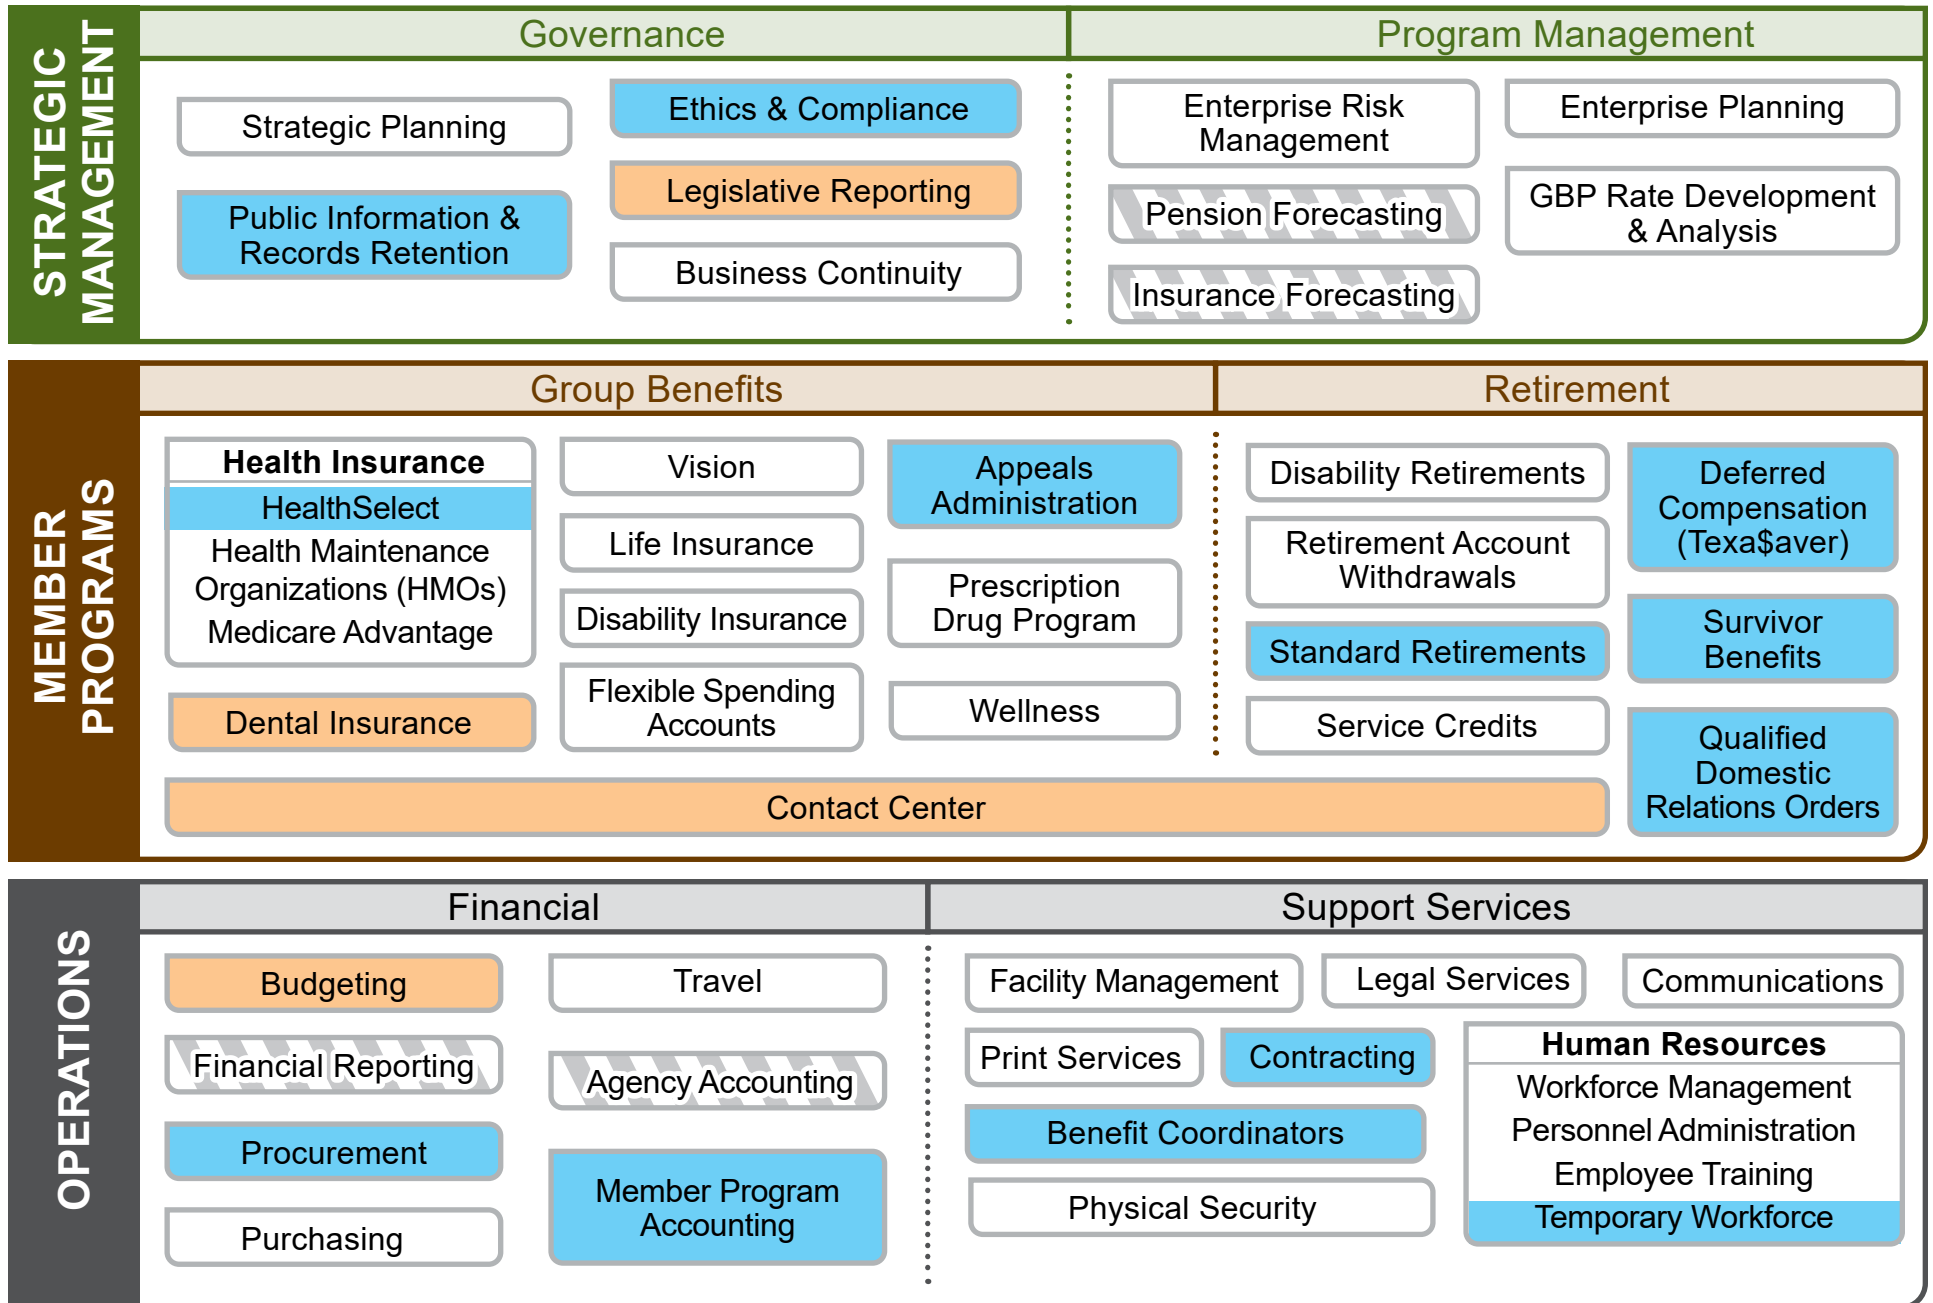 STRATEGIC
MANAGEMENT
Governance
Strategic Planning
Public Information &
Records Retention
Ethics & Compliance
Legislative Reporting
Business Continuity
Program Management
Enterprise Risk
Management
Pension Forecasting
Insurance Forecasting
Enterprise Planning
GBP Rate Development
& Analysis
MEMBER
PROGRAMS
Group Benefits
Health Insurance
HealthSelect
Health Maintenance
Organizations (HMOs)
Medicare Advantage
Dental Insurance
Vision
Life Insurance
Disability Insurance
Flexible Spending
Accounts
Appeals
Administration
Prescription
Drug Program
Wellness
Contact Center
Retirement
Disability Retirements
Retirement Account
Withdrawals
Standard Retirements
Service Credits
Deferred
Compensation
(Texa$aver)
Survivor
Benefits
Qualified
Domestic
Relations Orders
OPERATIONS
Financial
Budgeting
Financial Reporting
Procurement
Purchasing
Travel
Agency Accounting
Member Program
Accounting
Support Services
Facility Management
Legal Services
Communications
Print Services
Contracting
Benefit Coordinators
Physical Security
Human Resources
Workforce Management
Personnel Administration
Employee Training
Temporary Workforce